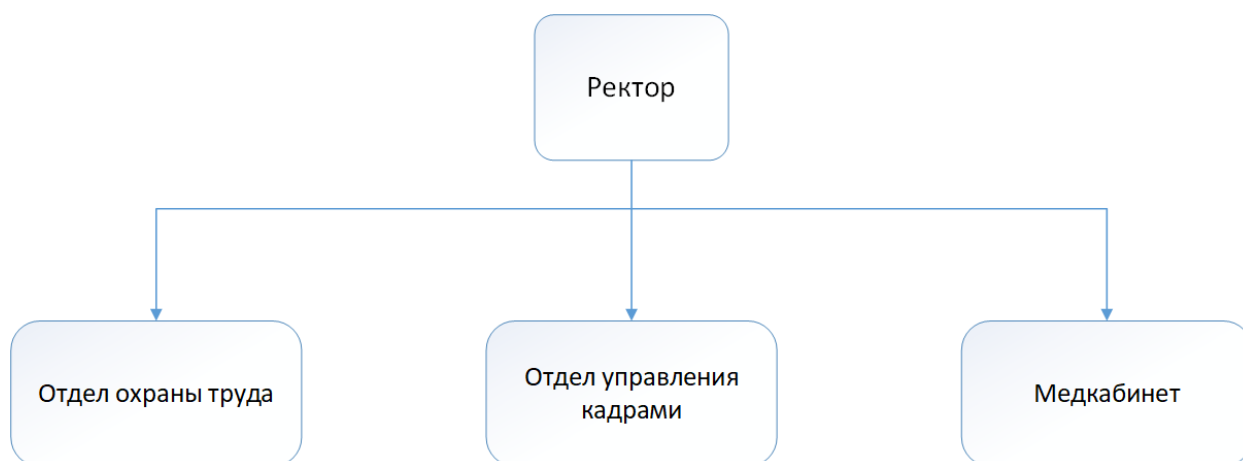 Ректор
Отдел охраны труда
Отдел управления
кадрами
Медкабинет